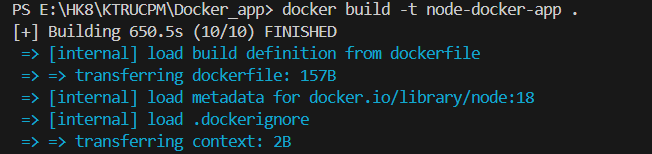 PS E:\HK8\KTRUCPM\Docker_app> docker build -t node-docker-app .
[+] Building 650.5s (10/10) FINISHED
=> [internal] load build definition from dockerfile
=> => transferring dockerfile: 157B
=> [internal] load metadata for docker.io/library/node:18
=> [internal] load .dockerignore
=> => transferring context: 2B